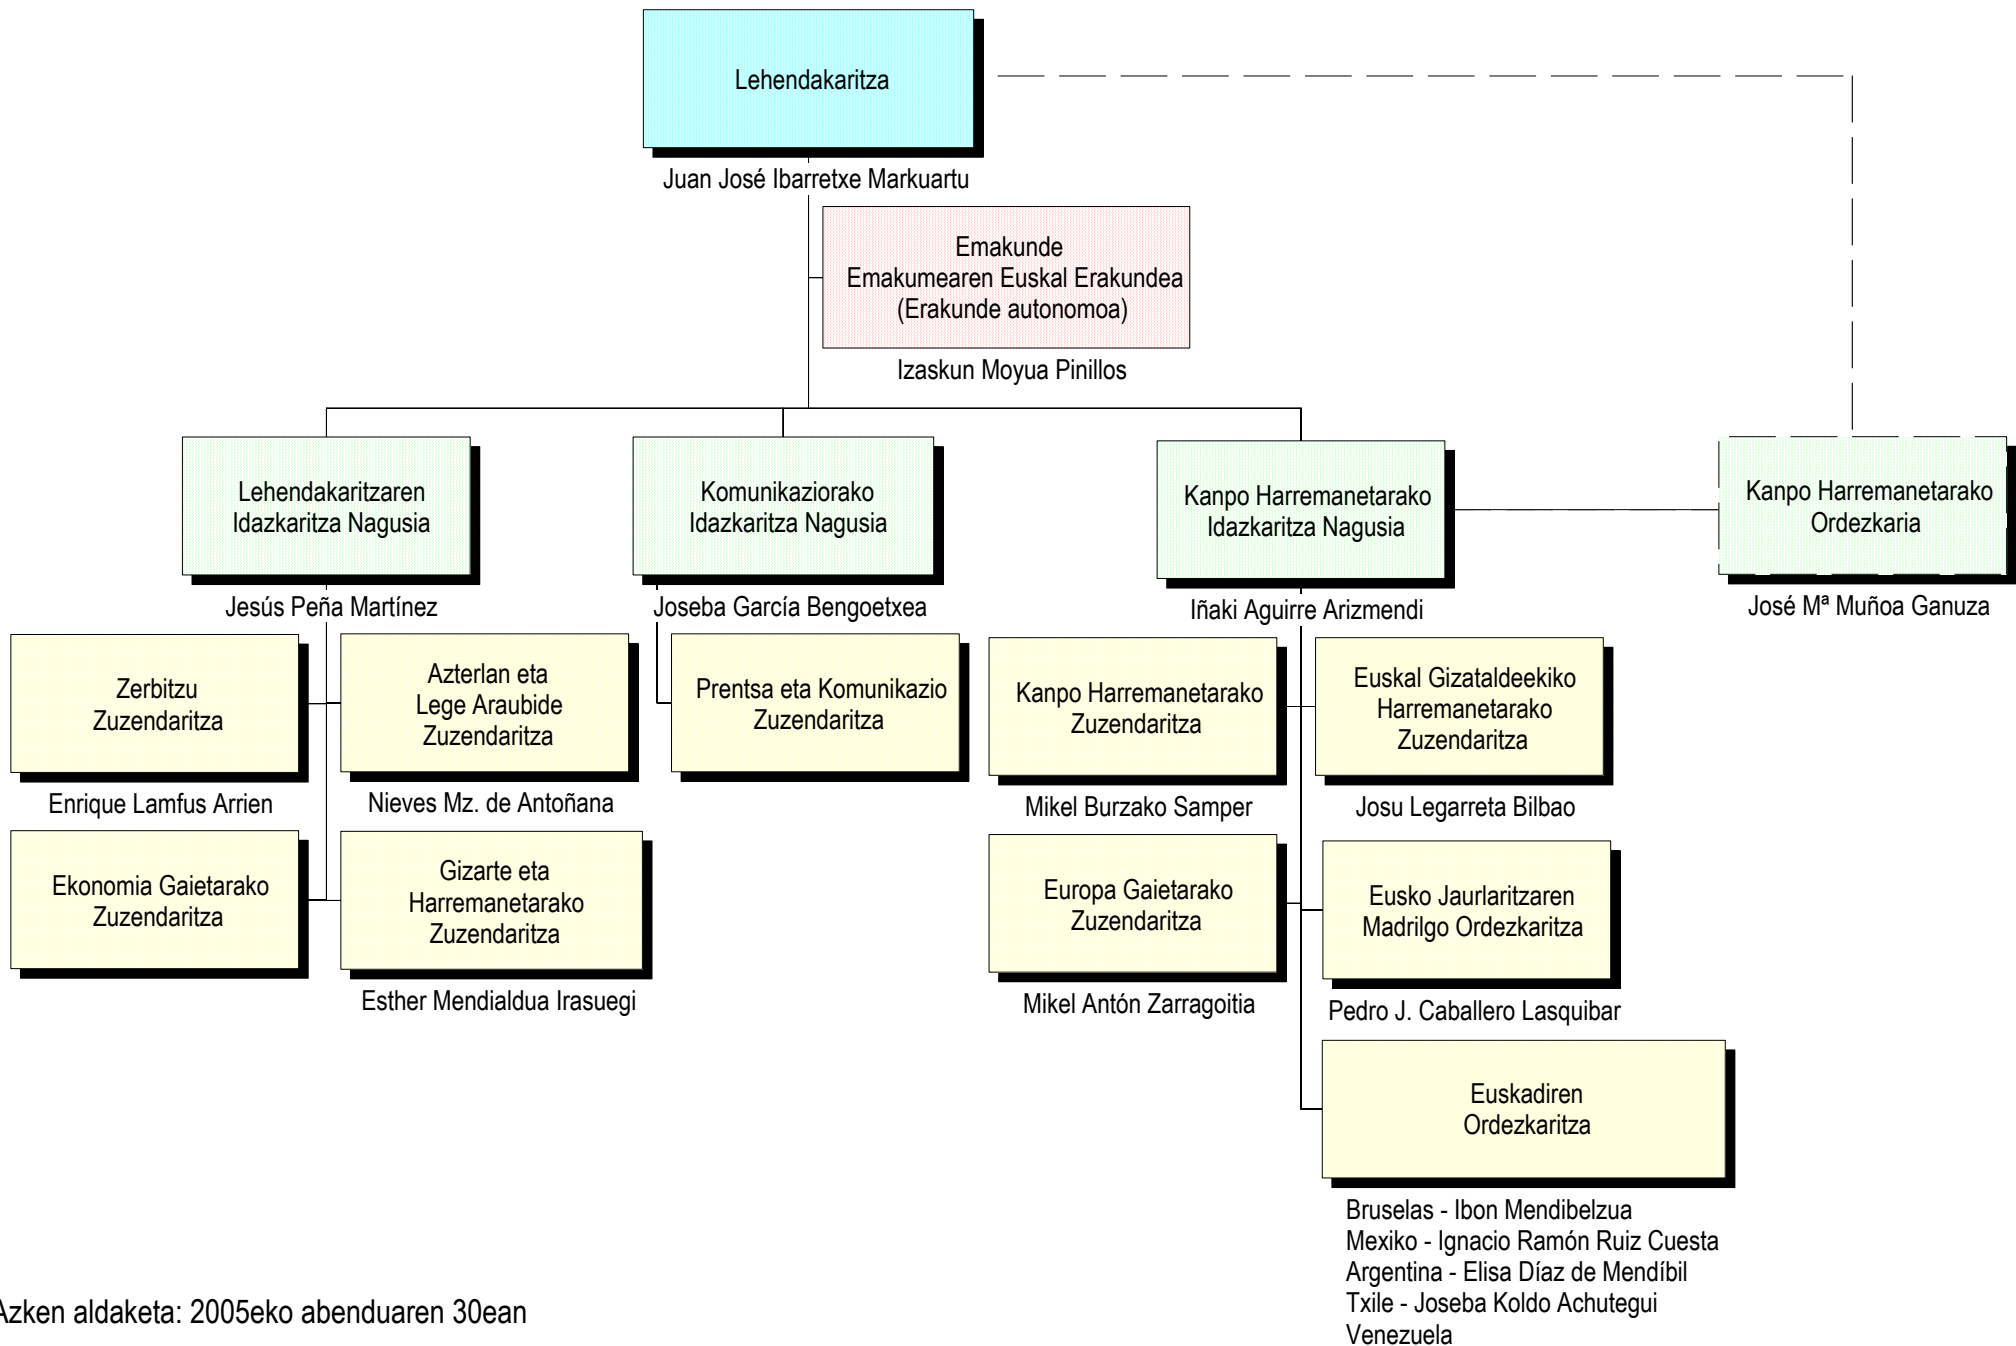 Lehendakaritza
Juan José Ibarretxe Markuartu
Emakunde
Emakumearen Euskal Erakundea
(Erakunde autonomoa)
Izaskun Moyua Pinillos
Lehendakaritzaren
Idazkaritza Nagusia
Jesús Peña Martínez
Komunikaziorako
Idazkaritza Nagusia
Joseba García Bengoetxea
Kanpo Harremanetarako
Idazkaritza Nagusia
Iñaki Aguirre Arizmendi
Kanpo Harremanetarako
Ordezkaria
José Mª Muñoa Ganuza
Zerbitzu
Zuzendaritza
Enrique Lamfus Arrien
Azterlan eta
Lege Araubide
Zuzendaritza
Nieves Mz. de Antoñana
Prentsa eta Komunikazio
Zuzendaritza
Kanpo Harremanetarako
Zuzendaritza
Mikel Burzako Samper
Euskal Gizataldeekiko
Harremanetarako
Zuzendaritza
Josu Legarreta Bilbao
Ekonomia Gaietarako
Zuzendaritza
Gizarte eta
Harremanetarako
Zuzendaritza
Esther Mendialdua Irasuegi
Europa Gaietarako
Zuzendaritza
Mikel Antón Zarragoitia
Eusko Jaurlaritzaren
Madrilgo Ordezkaritza
Pedro J. Caballero Lasquibar
Euskadiren
Ordezkaritza
Bruselas - Ibon Mendibelzua
Mexiko - Ignacio Ramón Ruiz Cuesta
Argentina - Elisa Díaz de Mendíbil
Txile - Joseba Koldo Achutegui
Venezuela
Azken aldaketa: 2005eko abenduaren 30ean